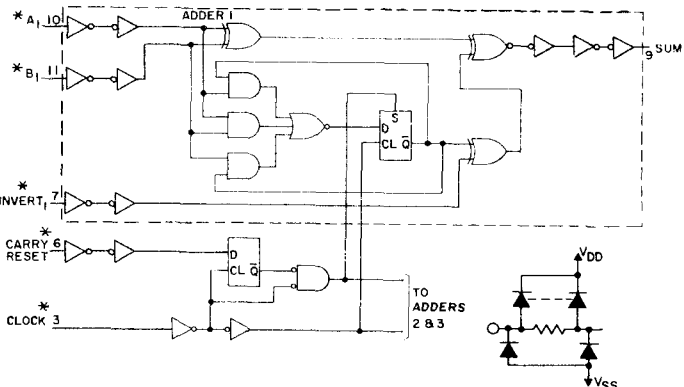 ADDER 1
* A1 10
* B1 11
9 SUM
S
D
CL Q̅
* INVERT1 7
* CARRY RESET 6
D
CL Q̅
* CLOCK 3
TO
ADDERS
2 & 3
VDD
VSS